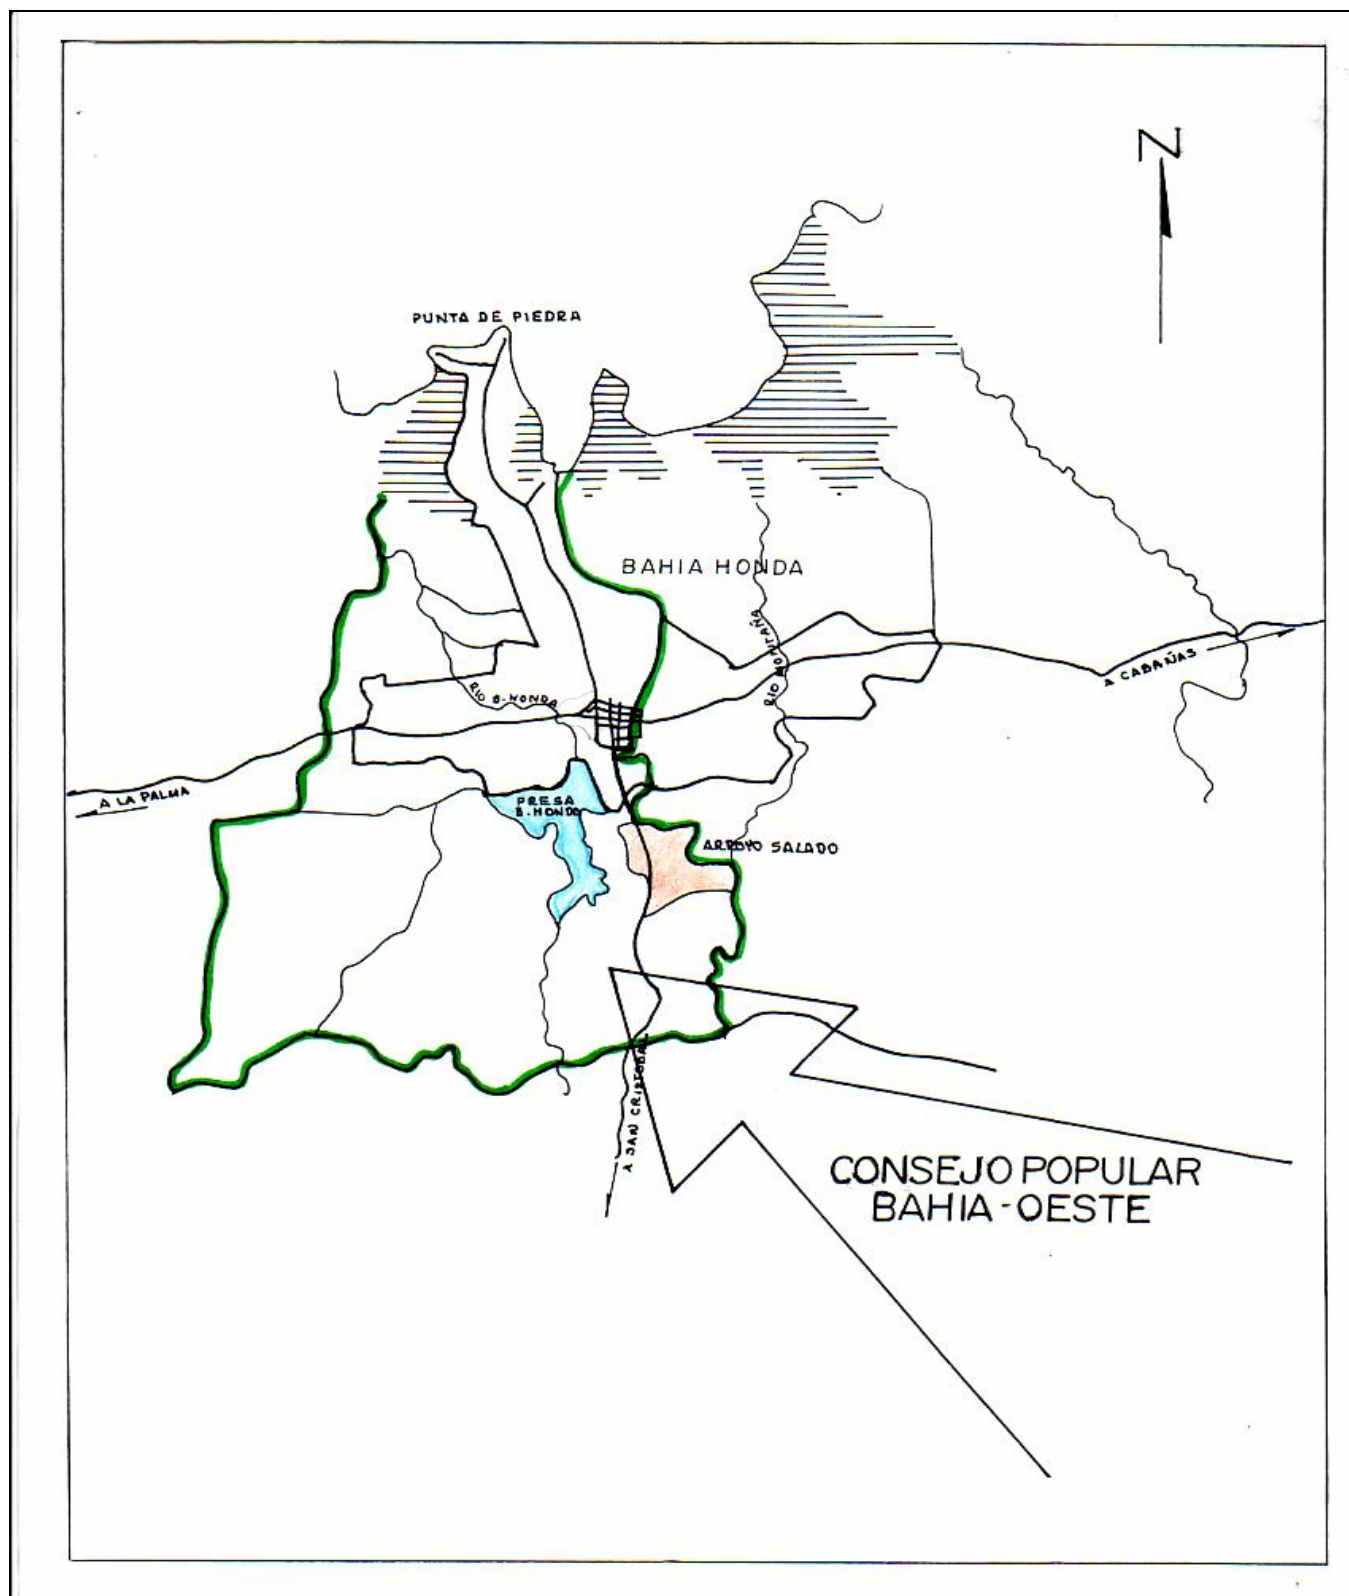 N
PUNTA DE PIEDRA
BAHIA HONDA
RIO MONTAÑA
A CABAÑAS
RIO B. HONDA
A LA PALMA
PRESA
B. HONDO
ARROYO SALADO
A SAN CRISTOBAL
CONSEJO POPULAR
BAHIA - OESTE